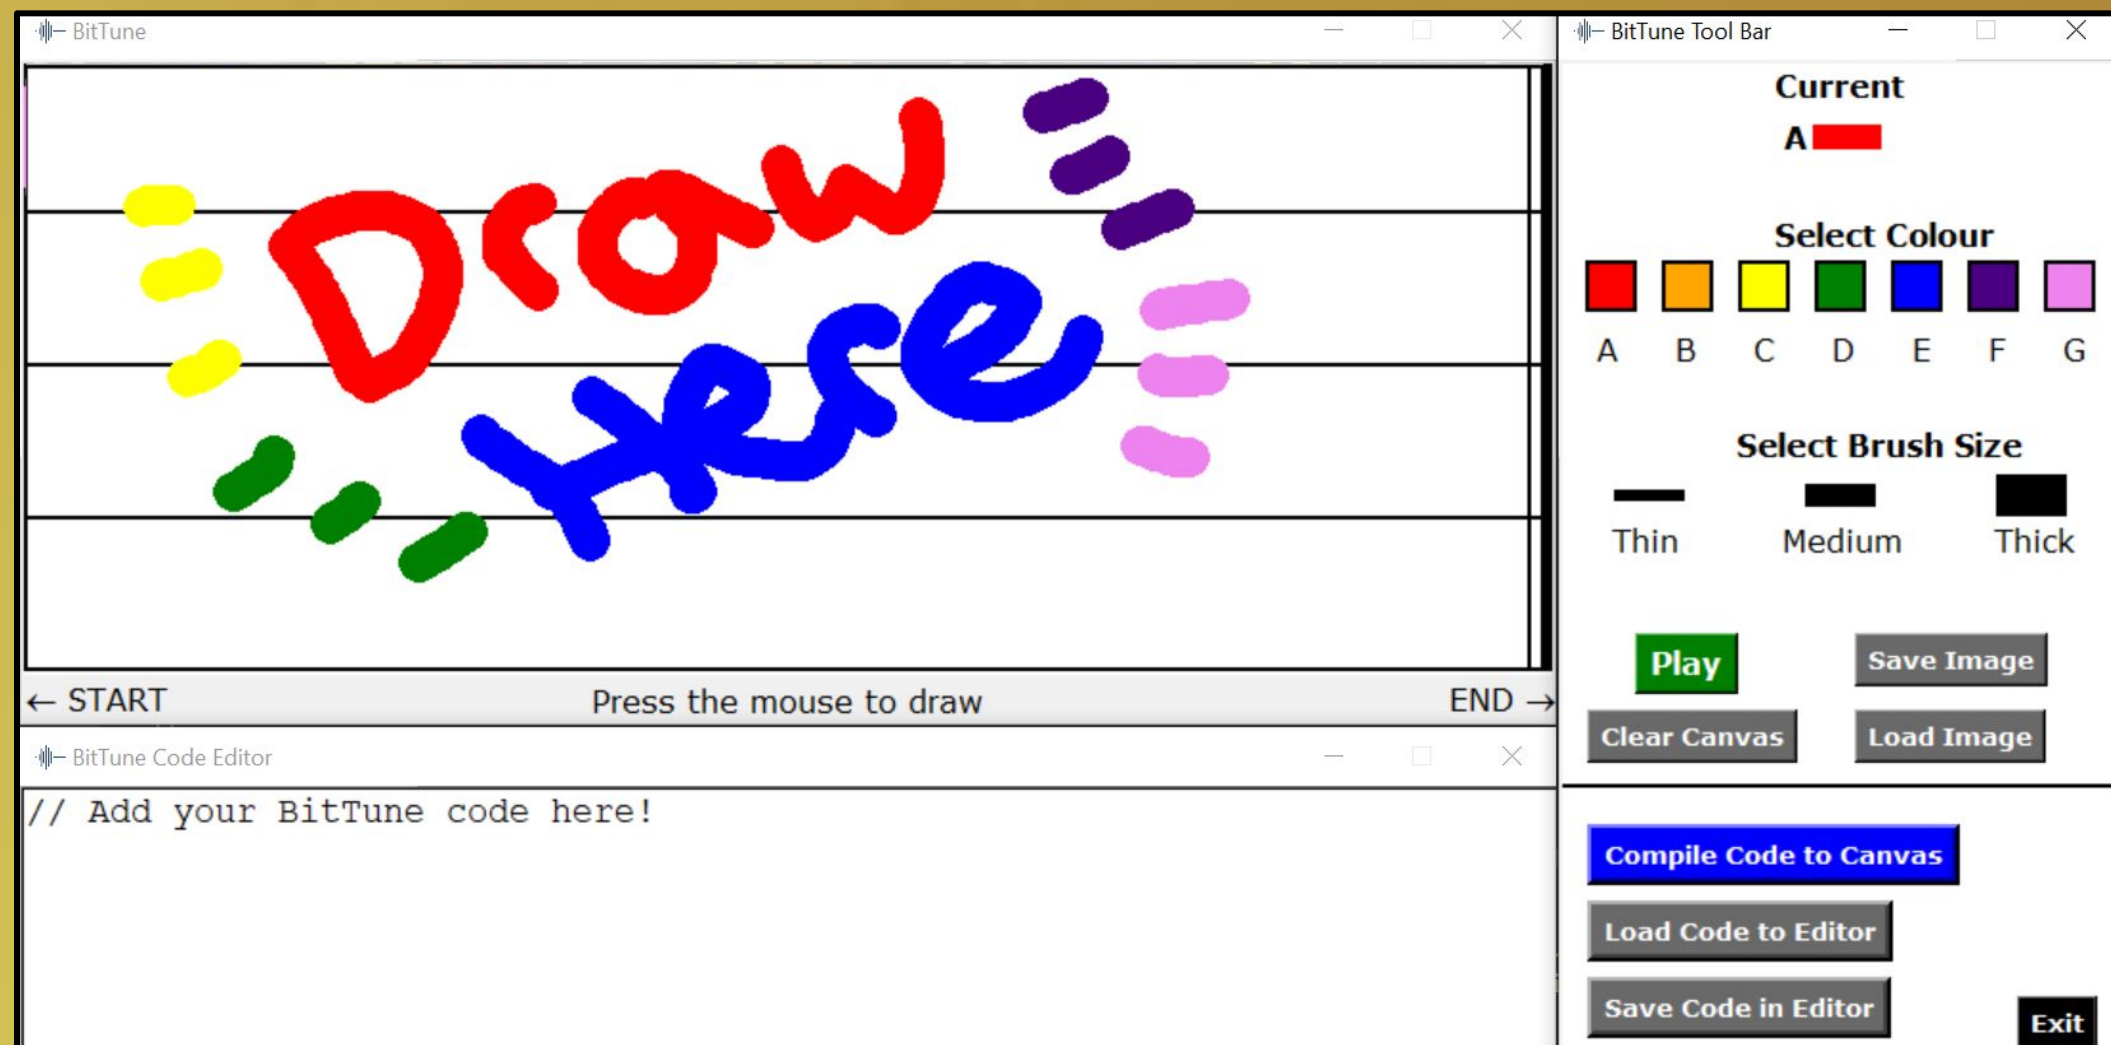 BitTune
Draw
Here
← START Press the mouse to draw END →
BitTune Code Editor
// Add your BitTune code here!
BitTune Tool Bar
Current
A
Select Colour
A B C D E F G
Select Brush Size
Thin Medium Thick
Play Save Image
Clear Canvas Load Image
Compile Code to Canvas
Load Code to Editor
Save Code in Editor
Exit